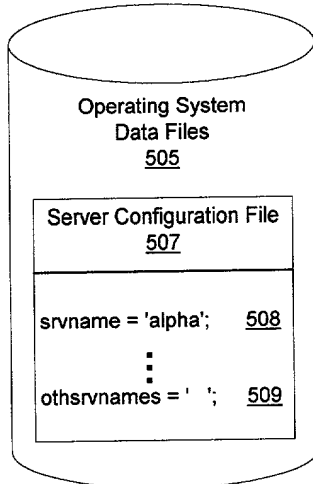 Operating System
Data Files
505
Server Configuration File
507
srvname = 'alpha'; 508
othsrvnames = '  '; 509